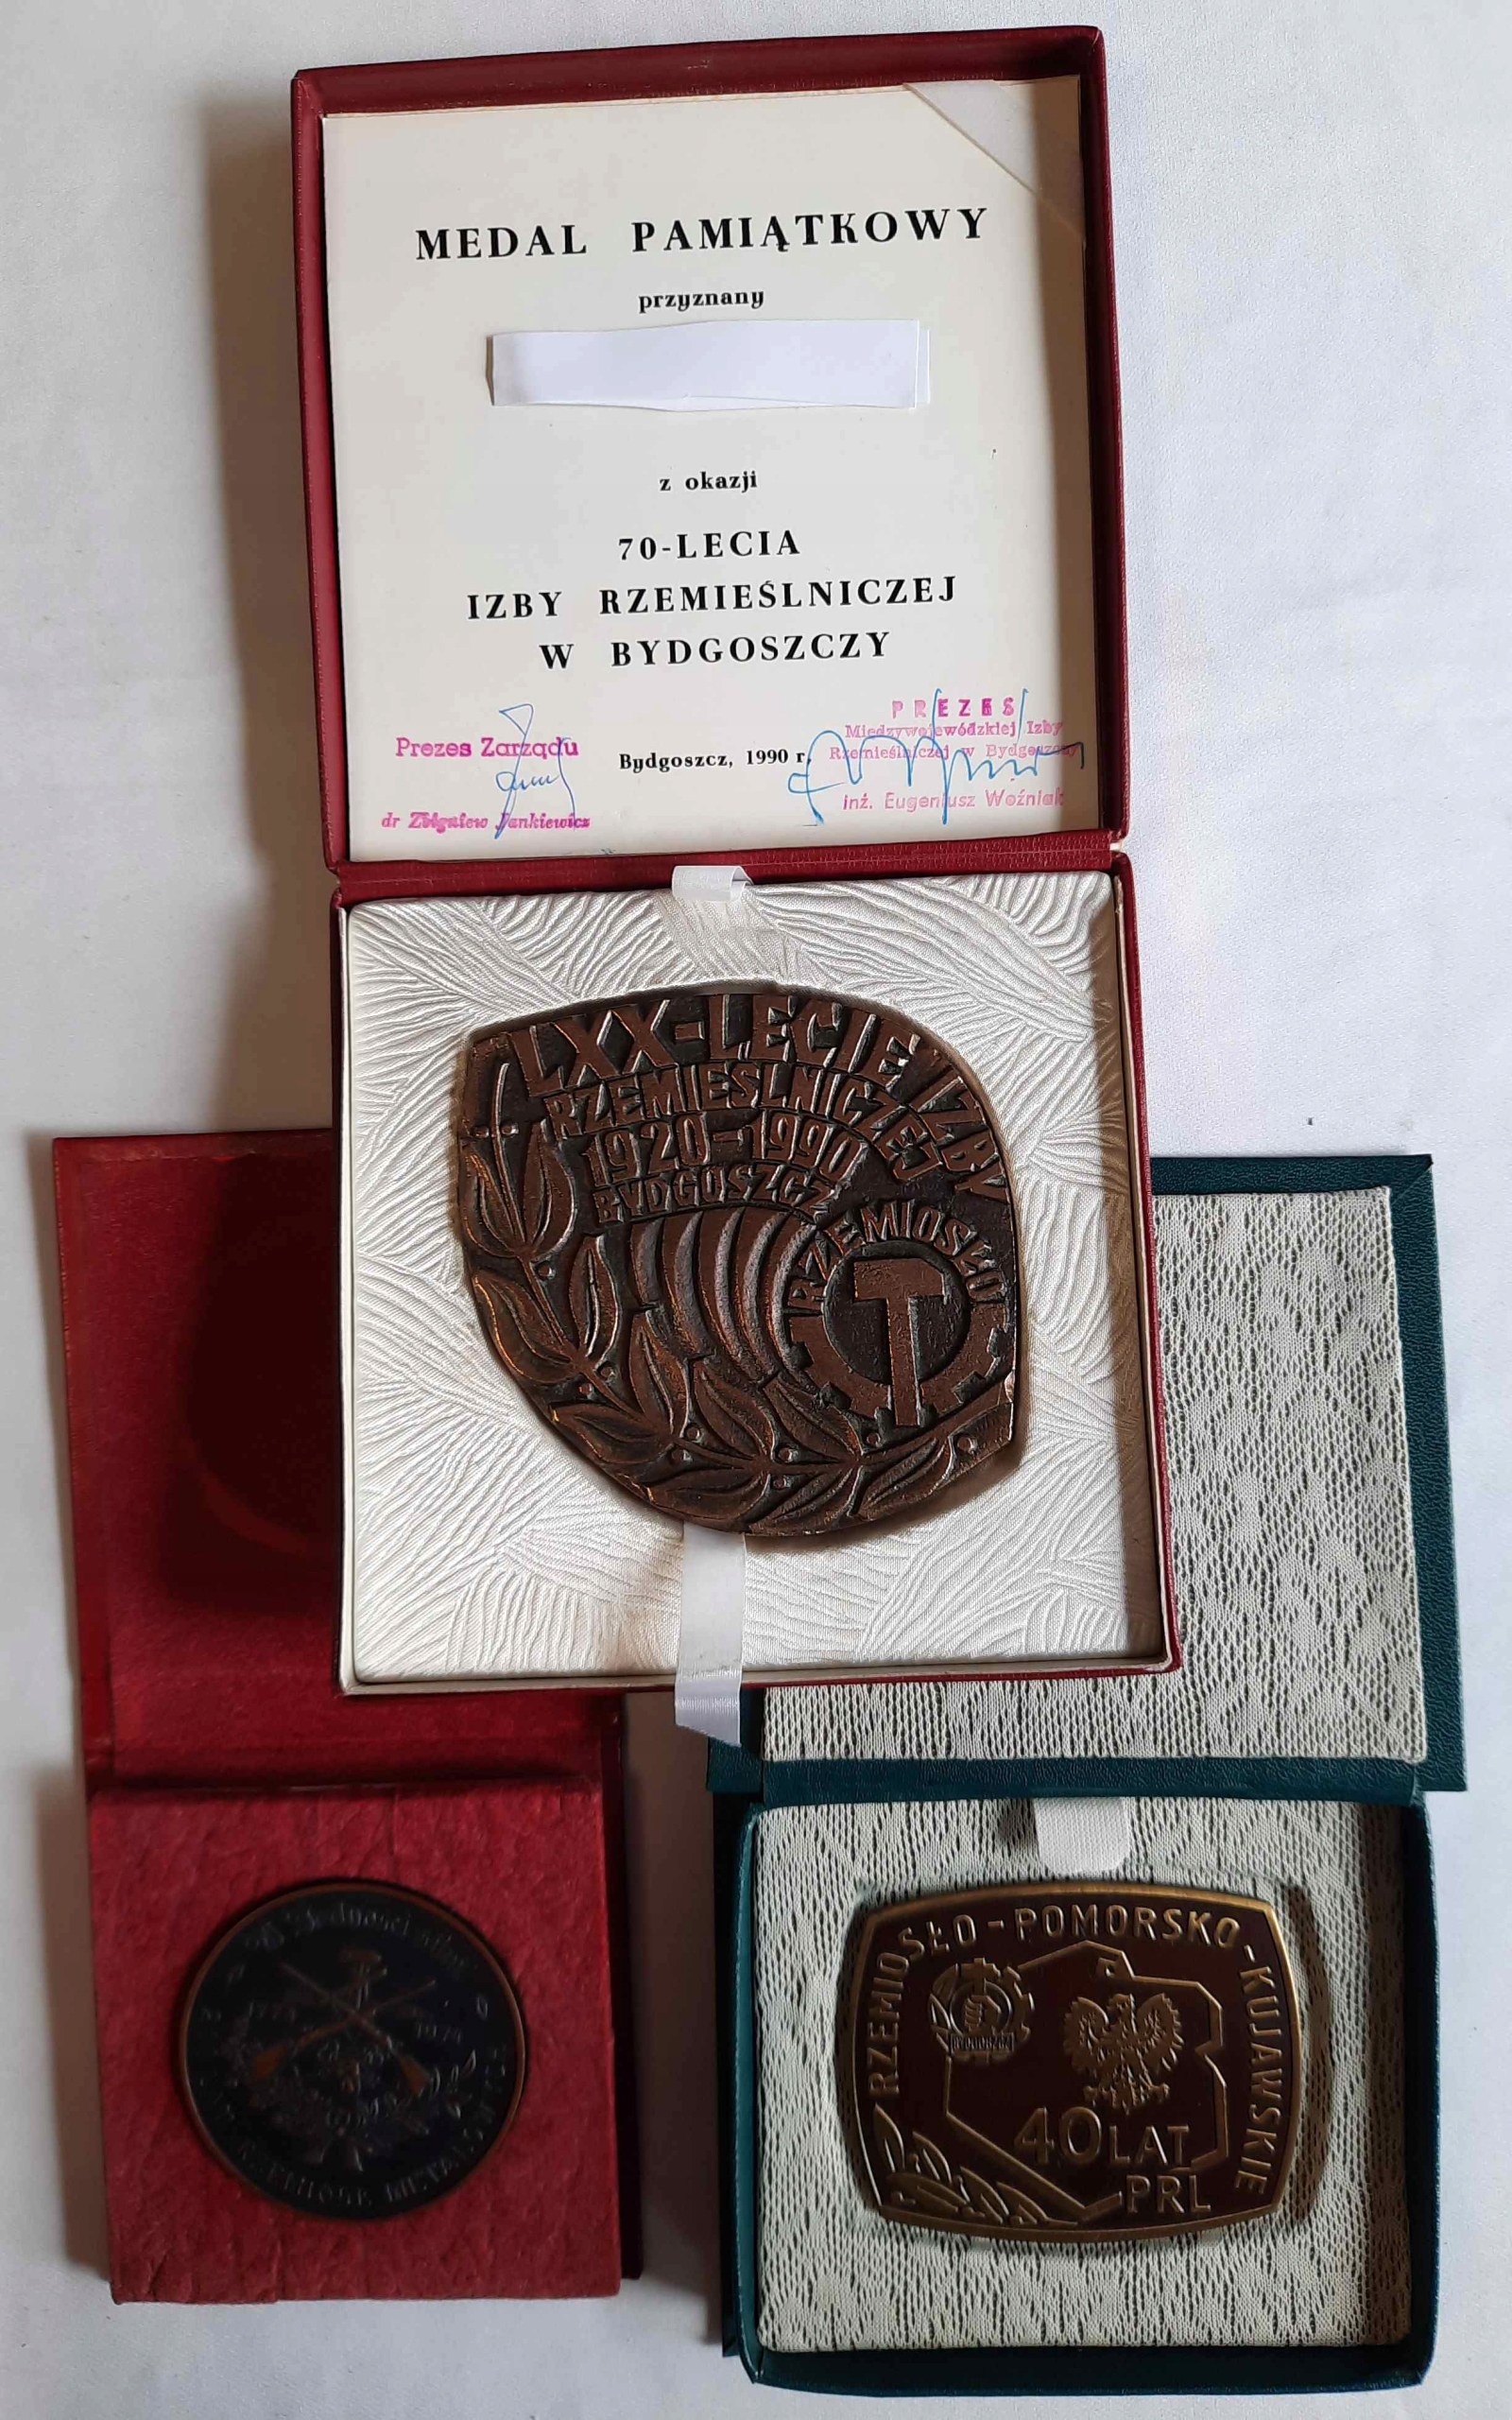 MEDAL PAMIĄTKOWY
przyznany
z okazji
70-LECIA
IZBY RZEMIEŚLNICZEJ
W BYDGOSZCZY
Prezes Zarządu
dr Zbigniew Jankiewicz
Bydgoszcz, 1990 r.
PREZES
Międzywojewódzkiej Izby
Rzemieślniczej w Bydgoszczy
inż. Eugeniusz Woźniak
LXX-LECIE IZBY
RZEMIEŚLNICZEJ
1920-1990
BYDGOSZCZ
RZEMIOSŁO
RZEMIOSŁO-POMORSKO-KUJAWSKIE
40 LAT
PRL